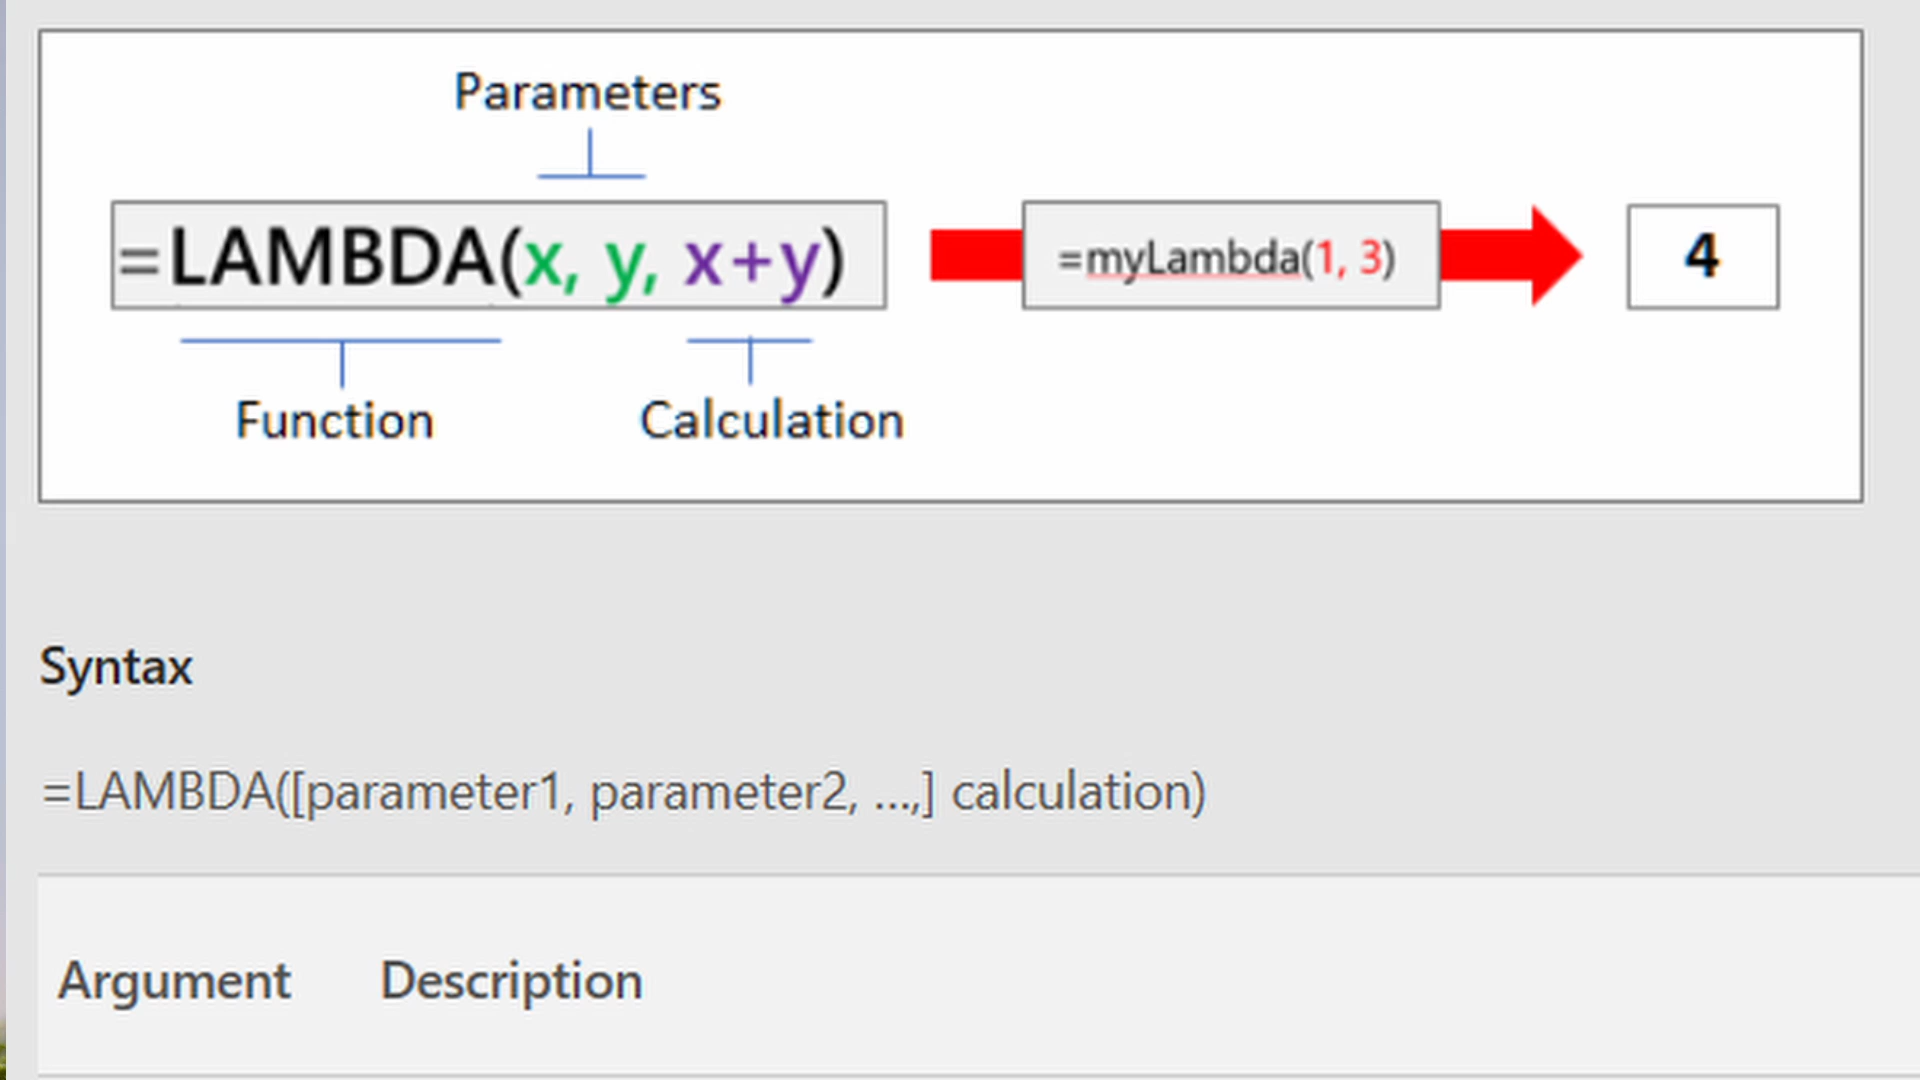 Parameters
=LAMBDA(x, y, x+y)
=myLambda(1, 3)
4
Function
Calculation
Syntax
=LAMBDA([parameter1, parameter2, ...,] calculation)
Argument Description